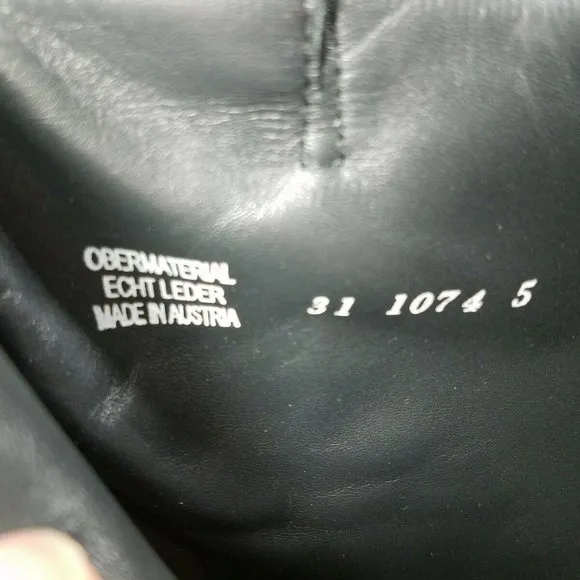 OBERMATERIAL
ECHT LEDER
MADE IN AUSTRIA
31 1074 5